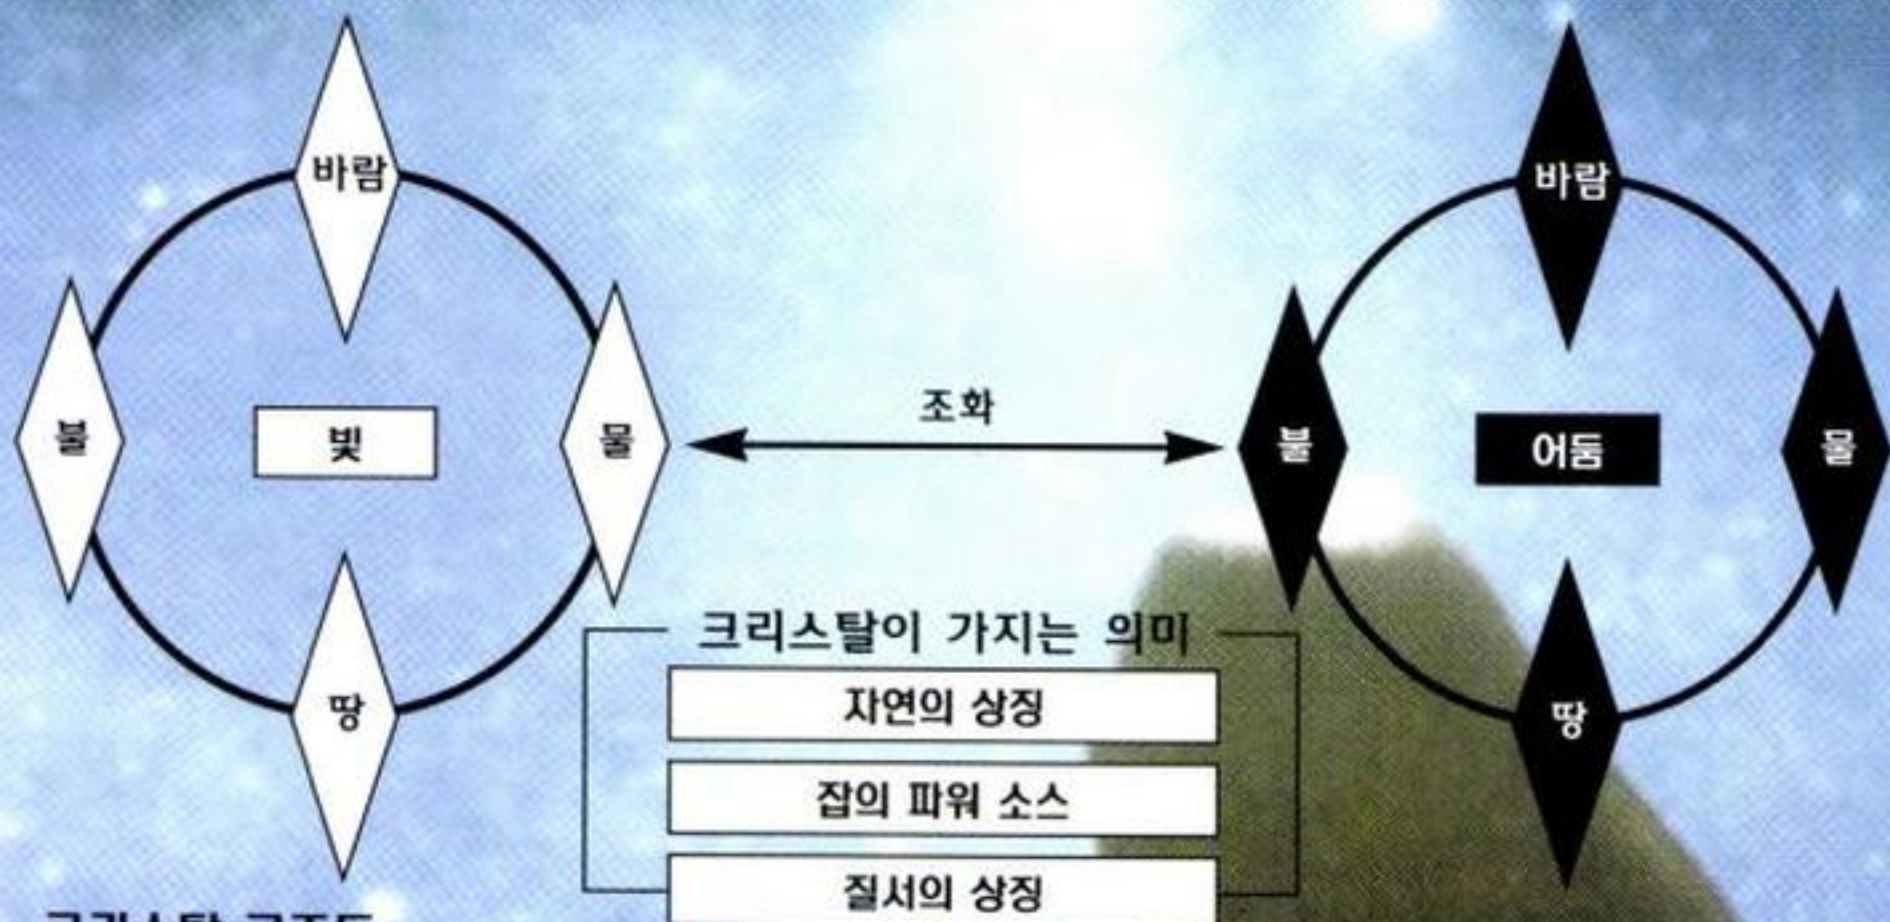 바람
불
빛
물
땅
조화
바람
불
어둠
물
땅
크리스탈이 가지는 의미
자연의 상징
잡의 파워 소스
질서의 상징